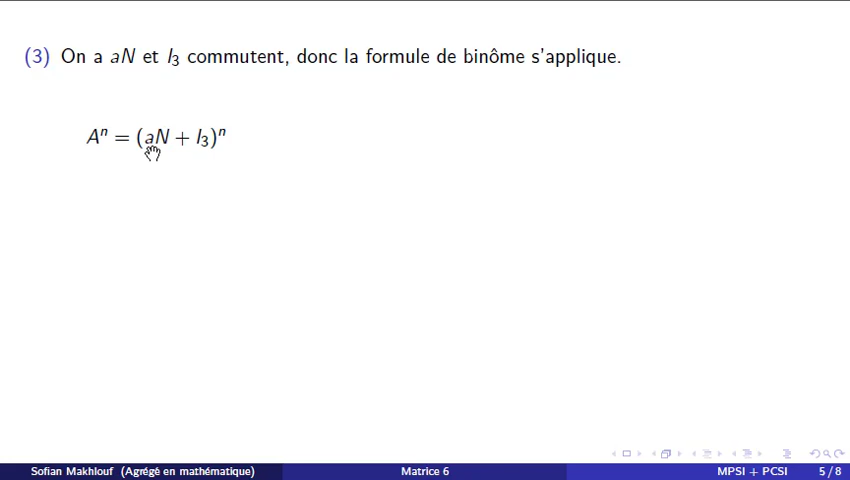 (3) On a aN et I₃ commutent, donc la formule de binôme s'applique.
Aⁿ = (aN + I₃)ⁿ
Sofian Makhlouf (Agrégé en mathématique) Matrice 6 MPSI + PCSI 5 / 8